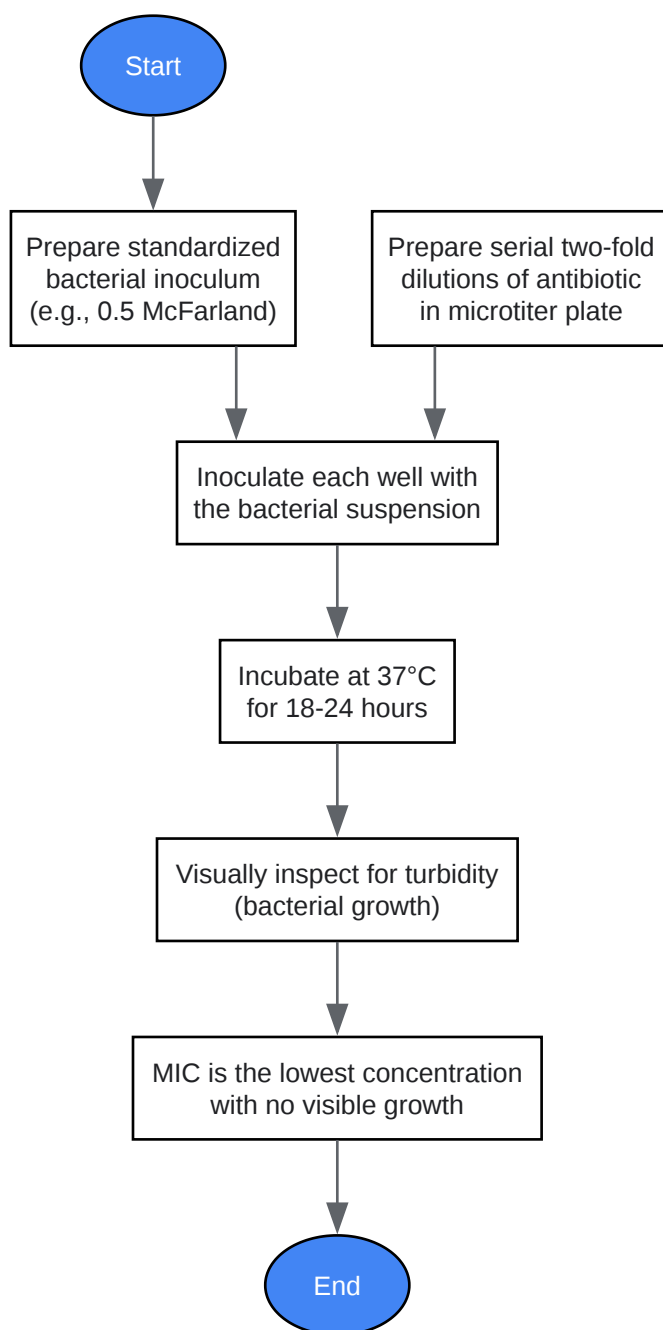 Start
Prepare standardized
bacterial inoculum
(e.g., 0.5 McFarland)
Prepare serial two-fold
dilutions of antibiotic
in microtiter plate
Inoculate each well with
the bacterial suspension
Incubate at 37°C
for 18-24 hours
Visually inspect for turbidity
(bacterial growth)
MIC is the lowest concentration
with no visible growth
End